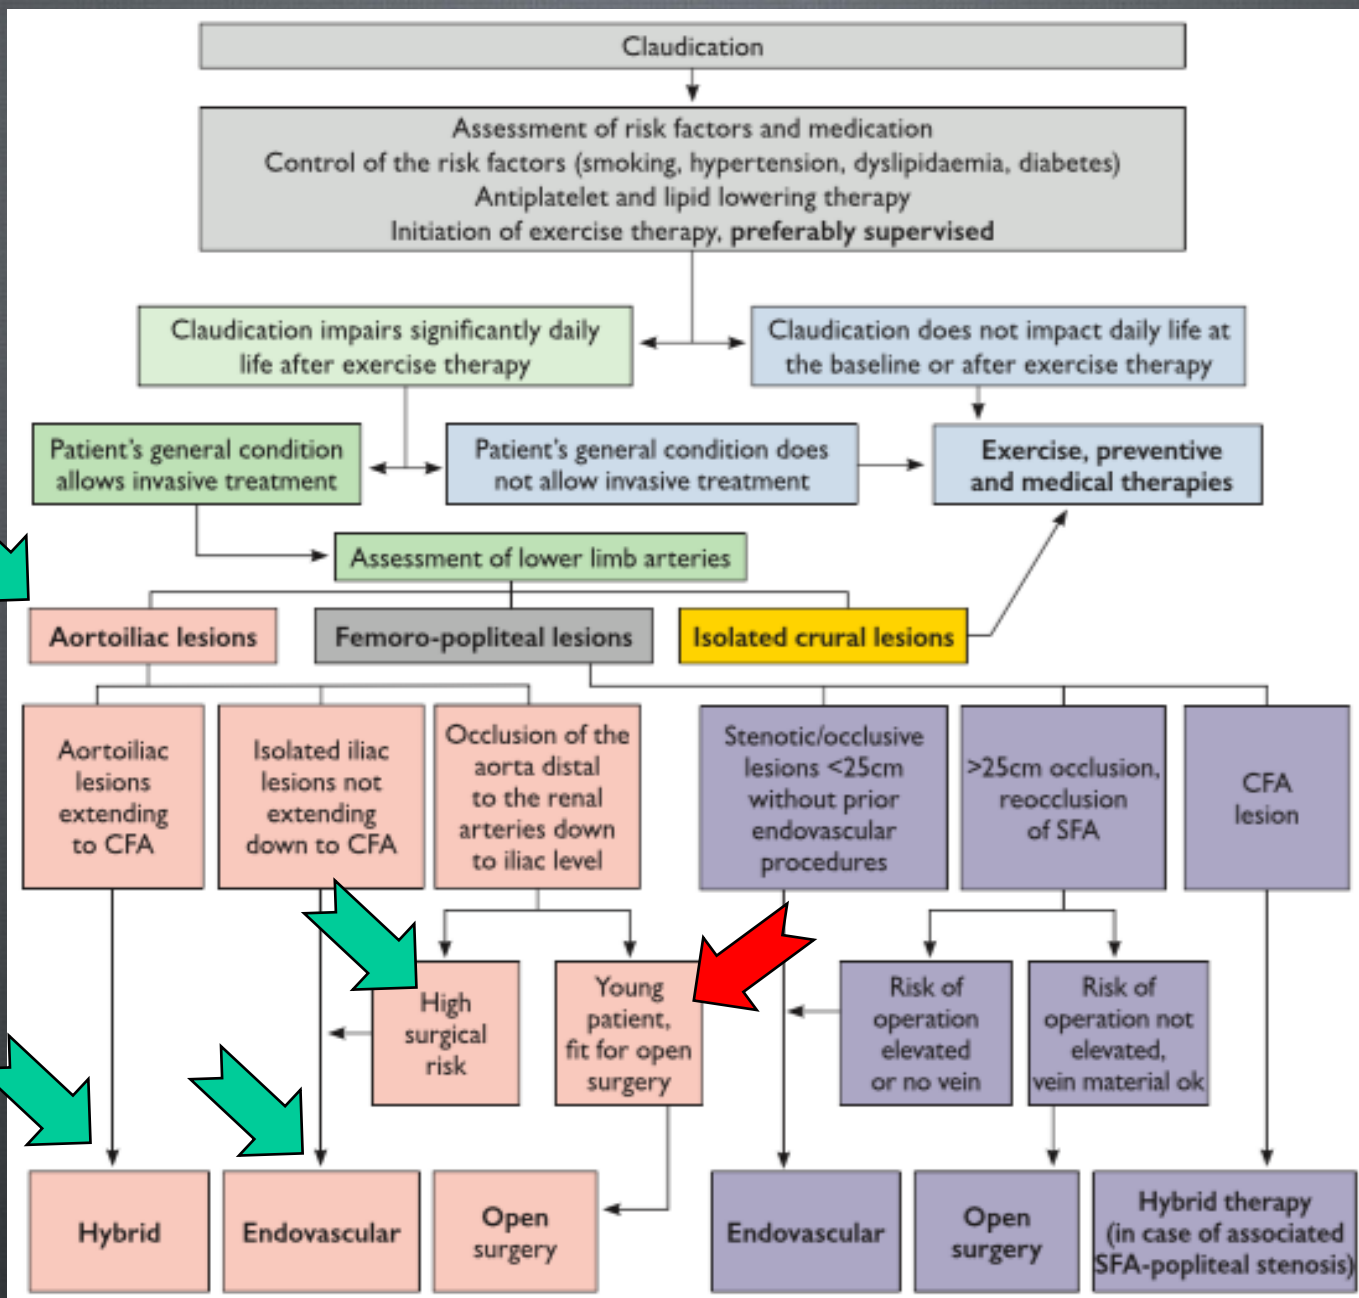 Claudication
Assessment of risk factors and medication
Control of the risk factors (smoking, hypertension, dyslipidaemia, diabetes)
Antiplatelet and lipid lowering therapy
Initiation of exercise therapy, preferably supervised
Claudication impairs significantly daily
life after exercise therapy
Claudication does not impact daily life at
the baseline or after exercise therapy
Patient's general condition
allows invasive treatment
Patient's general condition does
not allow invasive treatment
Exercise, preventive
and medical therapies
Assessment of lower limb arteries
Aortoiliac lesions
Femoro-popliteal lesions
Isolated crural lesions
Aortoiliac
lesions
extending
to CFA
Isolated iliac
lesions not
extending
down to CFA
Occlusion of the
aorta distal
to the renal
arteries down
to iliac level
Stenotic/occlusive
lesions <25cm
without prior
endovascular
procedures
>25cm occlusion,
reocclusion
of SFA
CFA
lesion
High
surgical
risk
Young
patient,
fit for open
surgery
Risk of
operation
elevated
or no vein
Risk of
operation not
elevated,
vein material ok
Hybrid
Endovascular
Open
surgery
Endovascular
Open
surgery
Hybrid therapy
(in case of associated
SFA-popliteal stenosis)